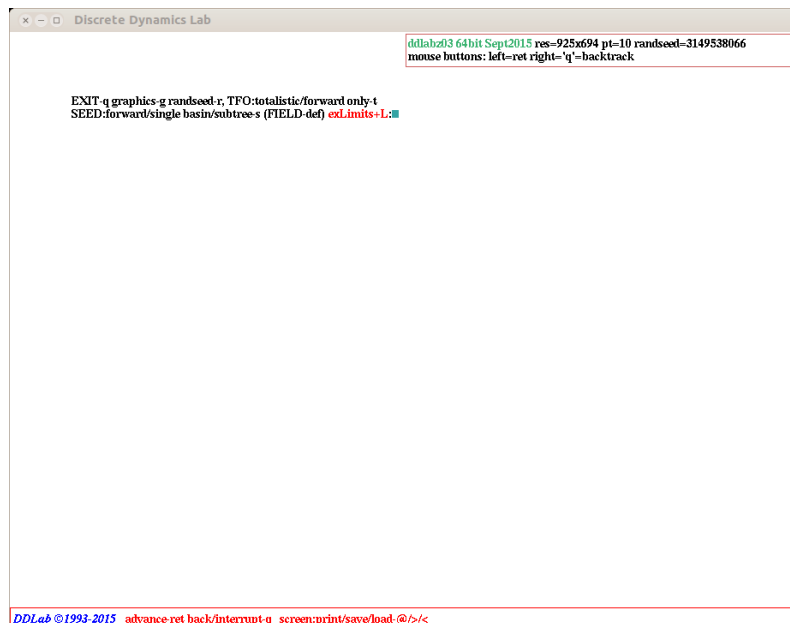 Discrete Dynamics Lab
ddlabz03 64bit Sept2015 res=925x694 pt=10 randseed=3149538066
mouse buttons: left=ret right='q'=backtrack
EXIT-q graphics-g randseed-r, TFO:totalistic/forward only-t
SEED:forward/single basin/subtree-s (FIELD-def) exLimits+L:
DDLab ©1993-2015 advance-ret back/interrupt-q screen:print/save/load-@/>/<